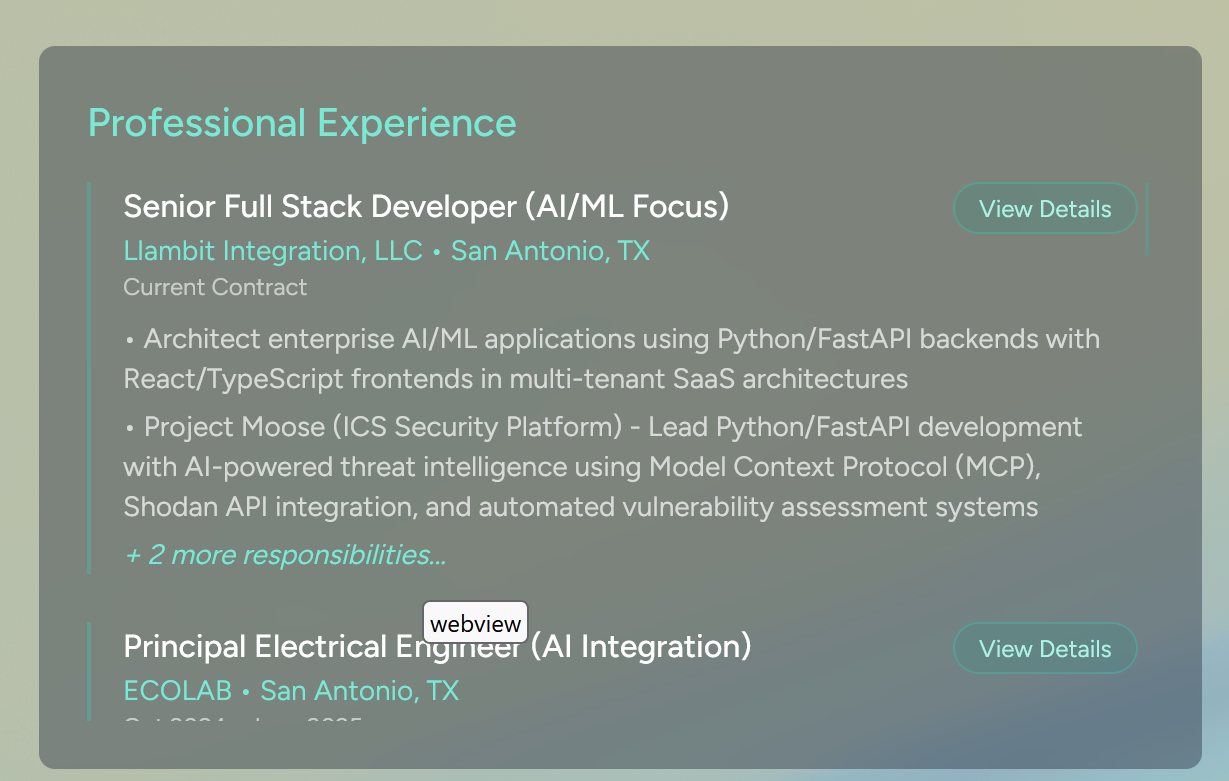 Professional Experience
Senior Full Stack Developer (AI/ML Focus)
View Details
Llambit Integration, LLC • San Antonio, TX
Current Contract
• Architect enterprise AI/ML applications using Python/FastAPI backends with
React/TypeScript frontends in multi-tenant SaaS architectures
• Project Moose (ICS Security Platform) - Lead Python/FastAPI development
with AI-powered threat intelligence using Model Context Protocol (MCP),
Shodan API integration, and automated vulnerability assessment systems
+ 2 more responsibilities...
webview
Principal Electrical Engineer (AI Integration)
View Details
ECOLAB • San Antonio, TX